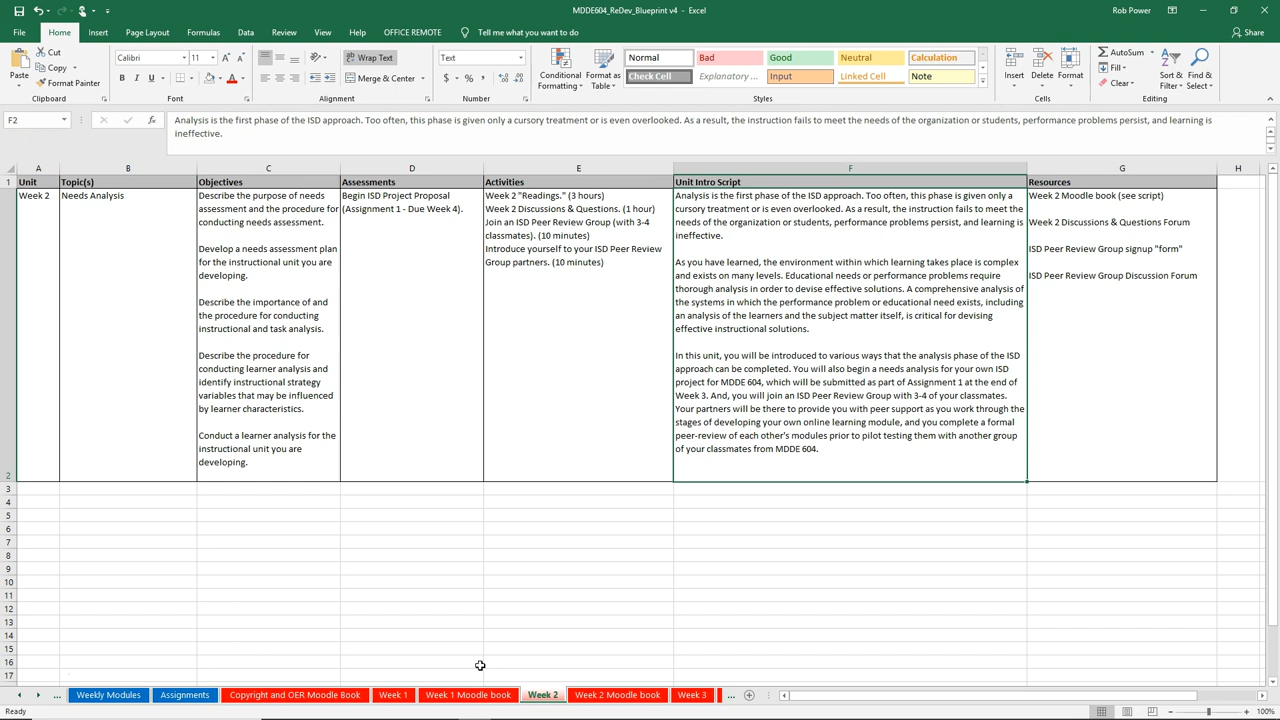 MDDE604_ReDev_Blueprint v4 - Excel
Rob Power
File Home Insert Page Layout Formulas Data Review View Help OFFICE REMOTE Tell me what you want to do Share
Cut
Copy
Format Painter
Paste
Clipboard
Calibri 11
B I U
Font
Wrap Text
Merge & Center
Alignment
Text
$ % ,
Number
Conditional Formatting
Format as Table
Normal Bad Good Neutral Calculation
Check Cell Explanatory ... Input Linked Cell Note
Styles
Insert Delete Format
Cells
AutoSum
Fill
Clear
Sort & Filter
Find & Select
Editing
F2
fx
Analysis is the first phase of the ISD approach. Too often, this phase is given only a cursory treatment or is even overlooked. As a result, the instruction fails to meet the needs of the organization or students, performance problems persist, and learning is
ineffective.
A B C D E F G H
1 Unit Topic(s) Objectives Assessments Activities Unit Intro Script Resources
Week 2
Needs Analysis
Describe the purpose of needs
assessment and the procedure for
conducting needs assessment.
Develop a needs assessment plan
for the instructional unit you are
developing.
Describe the importance of and
the procedure for conducting
instructional and task analysis.
Describe the procedure for
conducting learner analysis and
identify instructional strategy
variables that may be influenced
by learner characteristics.
Conduct a learner analysis for the
instructional unit you are
developing.
Begin ISD Project Proposal
(Assignment 1 - Due Week 4).
Week 2 "Readings." (3 hours)
Week 2 Discussions & Questions. (1 hour)
Join an ISD Peer Review Group (with 3-4
classmates). (10 minutes)
Introduce yourself to your ISD Peer Review
Group partners. (10 minutes)
Analysis is the first phase of the ISD approach. Too often, this phase is given only a
cursory treatment or is even overlooked. As a result, the instruction fails to meet the
needs of the organization or students, performance problems persist, and learning is
ineffective.
As you have learned, the environment within which learning takes place is complex
and exists on many levels. Educational needs or performance problems require
thorough analysis in order to devise effective solutions. A comprehensive analysis of
the systems in which the performance problem or educational need exists, including
an analysis of the learners and the subject matter itself, is critical for devising
effective instructional solutions.
In this unit, you will be introduced to various ways that the analysis phase of the ISD
approach can be completed. You will also begin a needs analysis for your own ISD
project for MDDE 604, which will be submitted as part of Assignment 1 at the end of
Week 3. And, you will join an ISD Peer Review Group with 3-4 of your classmates.
Your partners will be there to provide you with peer support as you work through the
stages of developing your own online learning module, and you complete a formal
peer-review of each other's modules prior to pilot testing them with another group
of your classmates from MDDE 604.
Week 2 Moodle book (see script)
Week 2 Discussions & Questions Forum
ISD Peer Review Group signup "form"
ISD Peer Review Group Discussion Forum
2
3
4
5
6
7
8
9
10
11
12
13
14
15
16
17
... Weekly Modules Assignments Copyright and OER Moodle Book Week 1 Week 1 Moodle book Week 2 Week 2 Moodle book Week 3 ...
Ready
100%